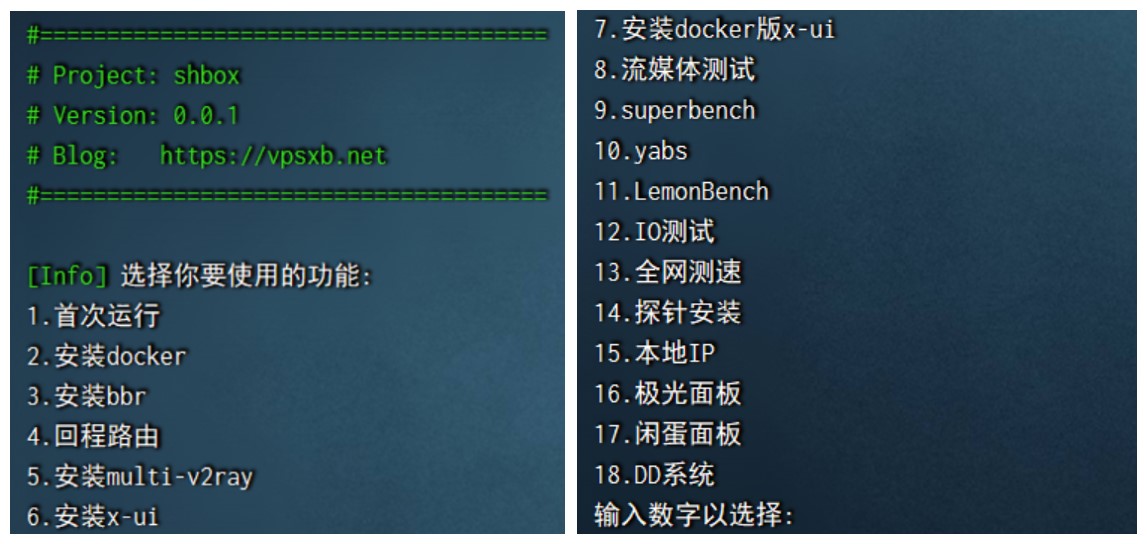 #======================================
# Project: shbox
# Version: 0.0.1
# Blog:   https://vpsxb.net
#======================================
[Info] 选择你要使用的功能:
1.首次运行
2.安装docker
3.安装bbr
4.回程路由
5.安装multi-v2ray
6.安装x-ui
7.安装docker版x-ui
8.流媒体测试
9.superbench
10.yabs
11.LemonBench
12.IO测试
13.全网测速
14.探针安装
15.本地IP
16.极光面板
17.闲蛋面板
18.DD系统
输入数字以选择: